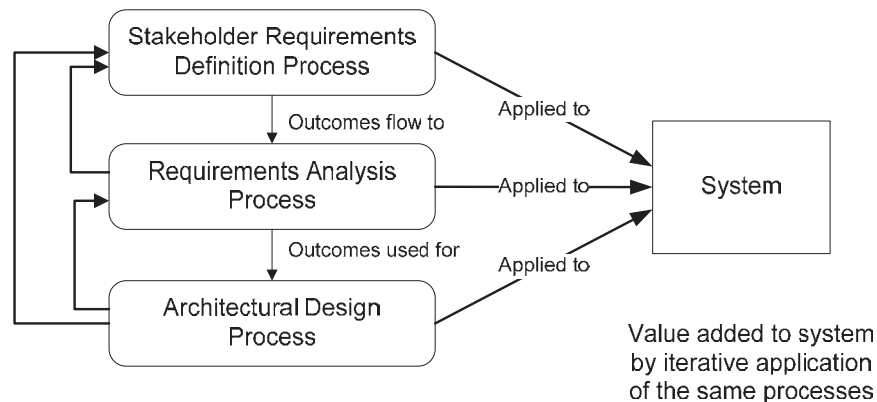 Stakeholder Requirements
Definition Process
Applied to
Outcomes flow to
Requirements Analysis
Process
Applied to
System
Outcomes used for
Applied to
Architectural Design
Process
Value added to system
by iterative application
of the same processes